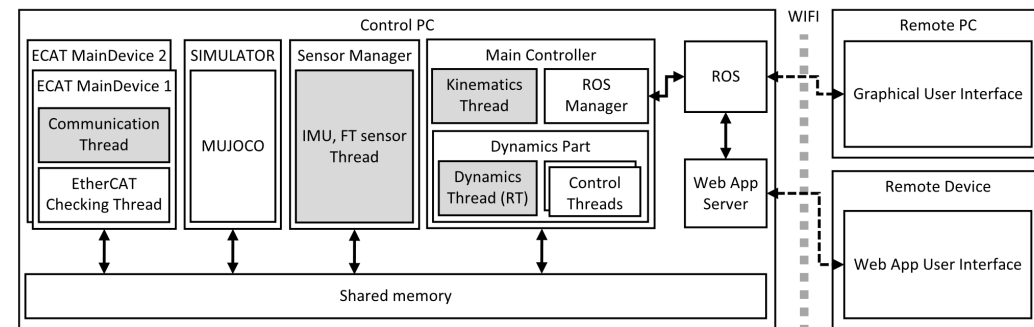 Control PC
WIFI
Remote PC
ECAT MainDevice 2
ECAT MainDevice 1
Communication
Thread
EtherCAT
Checking Thread
SIMULATOR
MUJOCO
Sensor Manager
IMU, FT sensor
Thread
Main Controller
Kinematics
Thread
ROS
Manager
Dynamics Part
Dynamics
Thread (RT)
Control
Threads
ROS
Web App
Server
Graphical User Interface
Remote Device
Web App User Interface
Shared memory